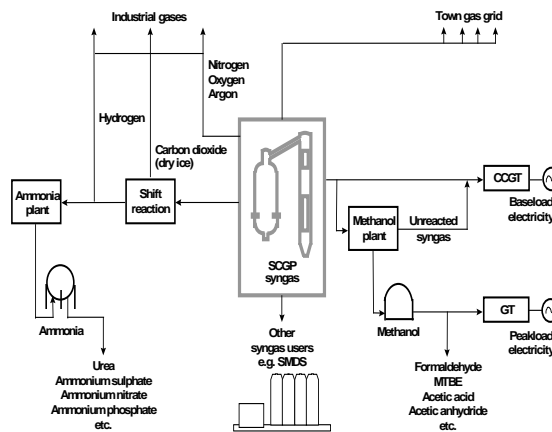 Industrial gases
Town gas grid
Nitrogen
Oxygen
Argon
Hydrogen
Carbon dioxide
(dry ice)
Ammonia
plant
Shift
reaction
CCGT
Baseload
electricity
Methanol
plant
Unreacted
syngas
SCGP
syngas
GT
Peakload
electricity
Ammonia
Methanol
Other
syngas users
e.g. SMDS
Urea
Ammonium sulphate
Ammonium nitrate
Ammonium phosphate
etc.
Formaldehyde
MTBE
Acetic acid
Acetic anhydride
etc.